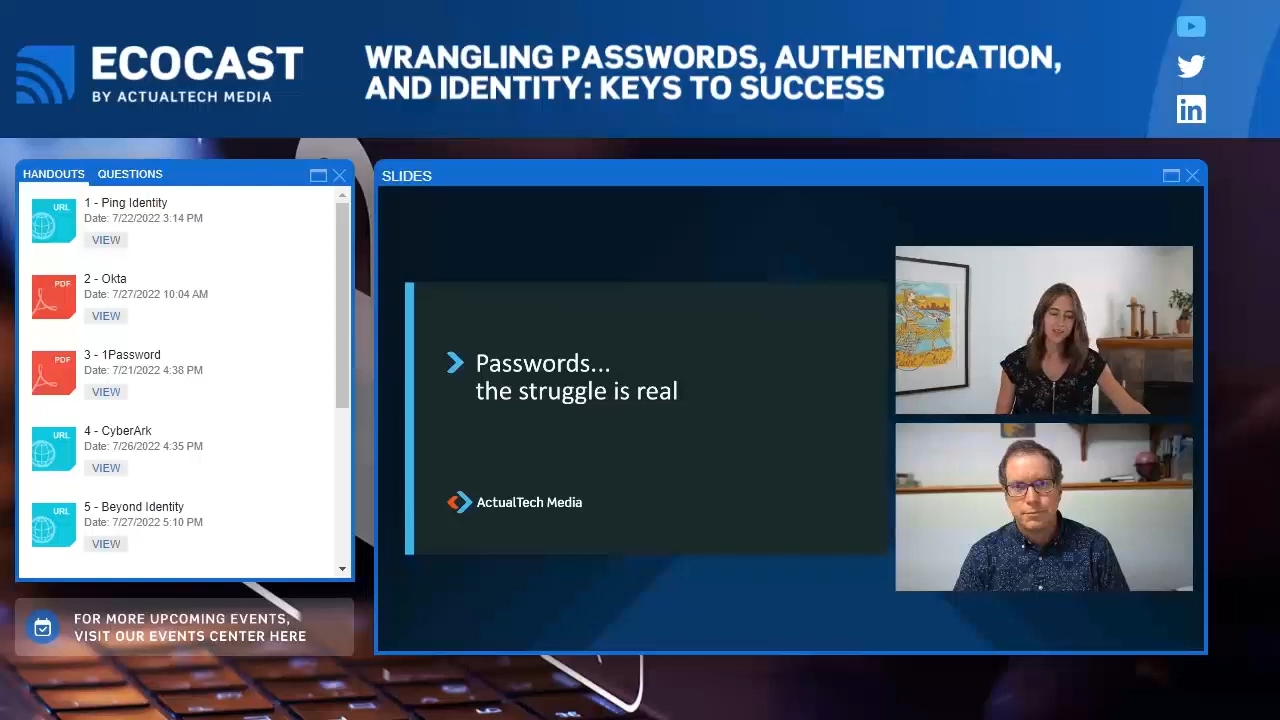 ECOCAST
BY ACTUALTECH MEDIA
WRANGLING PASSWORDS, AUTHENTICATION,
AND IDENTITY: KEYS TO SUCCESS
in
HANDOUTS QUESTIONS
URL
1 - Ping Identity
Date: 7/22/2022 3:14 PM
VIEW
PDF
2 - Okta
Date: 7/27/2022 10:04 AM
VIEW
PDF
3 - 1Password
Date: 7/21/2022 4:38 PM
VIEW
URL
4 - CyberArk
Date: 7/26/2022 4:35 PM
VIEW
URL
5 - Beyond Identity
Date: 7/27/2022 5:10 PM
VIEW
FOR MORE UPCOMING EVENTS,
VISIT OUR EVENTS CENTER HERE
SLIDES
Passwords...
the struggle is real
ActualTech Media